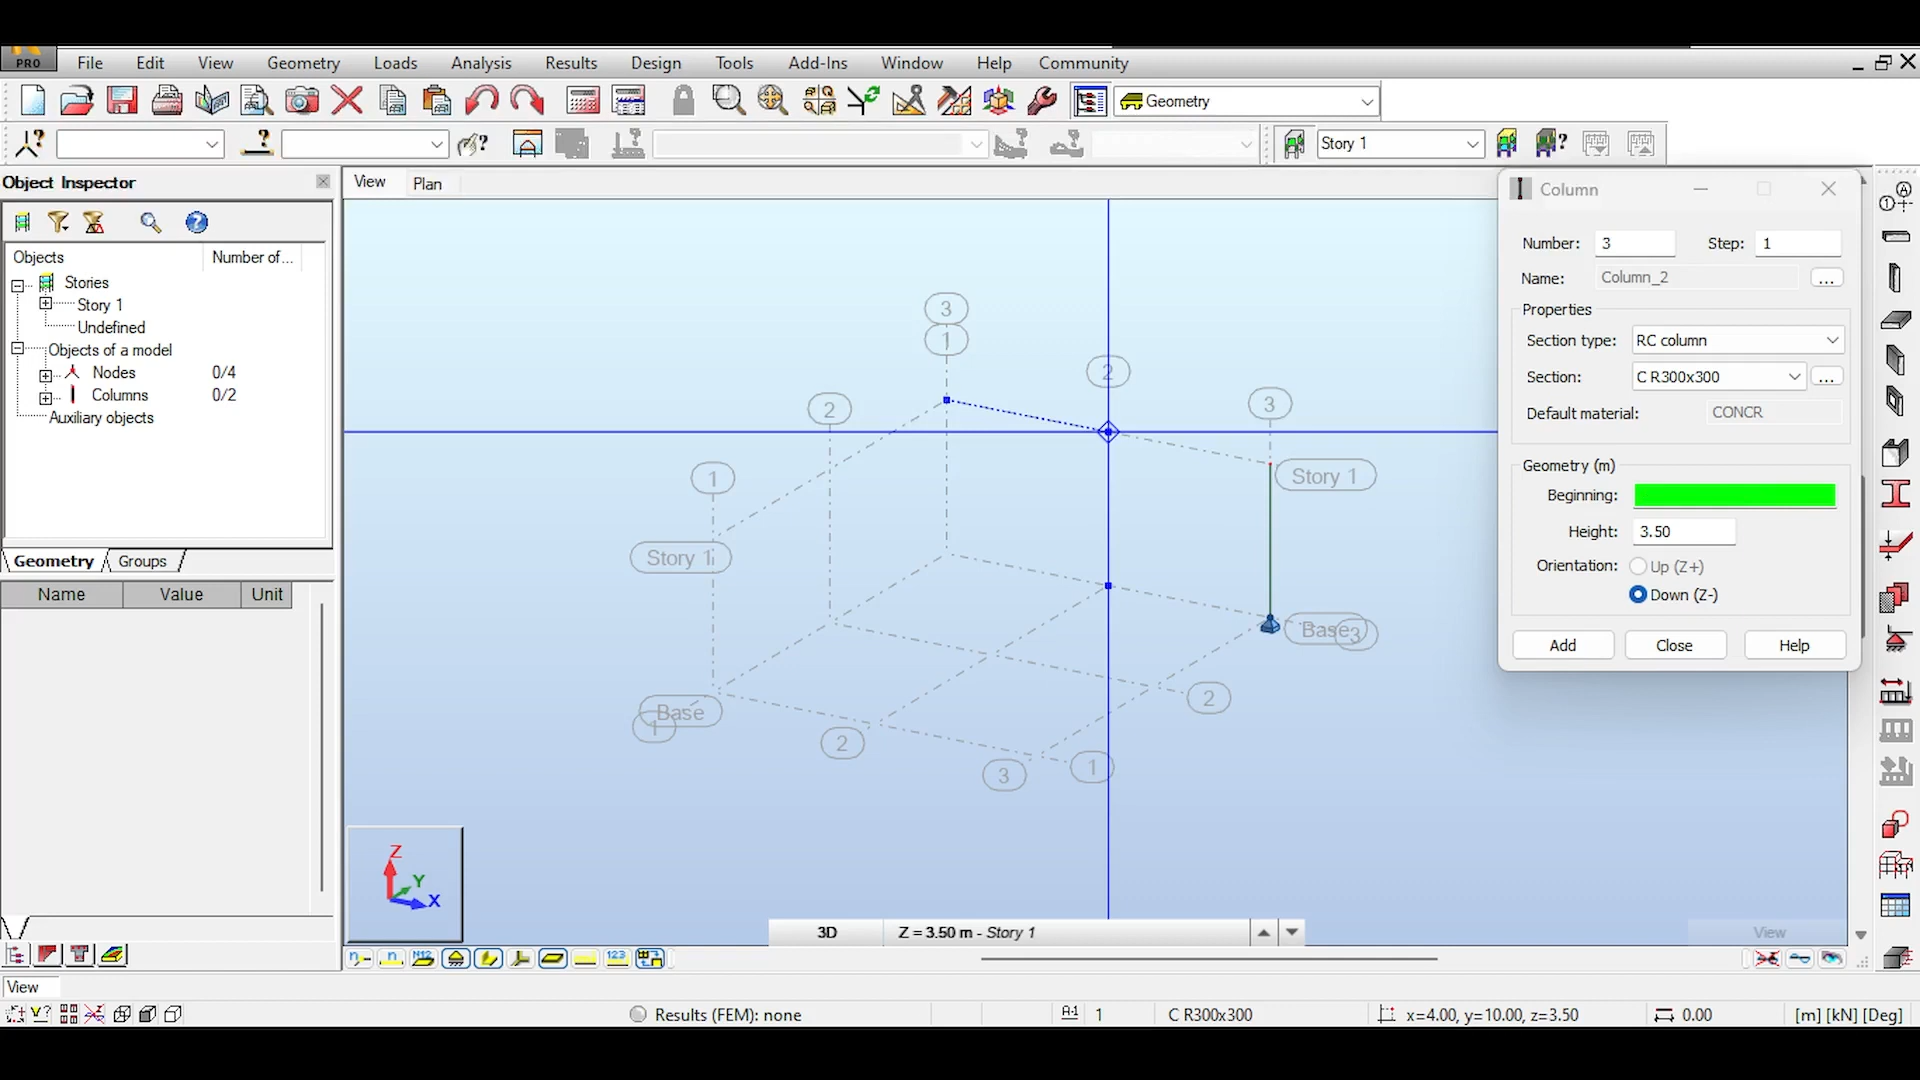 PRO File Edit View Geometry Loads Analysis Results Design Tools Add-Ins Window Help Community
Geometry
Story 1
Object Inspector
Objects Number of...
Stories
Story 1
Undefined
Objects of a model
Nodes 0/4
Columns 0/2
Auxiliary objects
Geometry Groups
Name Value Unit
View Plan
3
1
2
2
3
1
Story 1
Story 1
Base 3
2
Base
1
2
3
1
Z
Y
X
3D Z = 3.50 m - Story 1
View
Column
Number: 3 Step: 1
Name: Column_2 ...
Properties
Section type: RC column
Section: C R300x300 ...
Default material: CONCR
Geometry (m)
Beginning:
Height: 3.50
Orientation: Up (Z+)
Down (Z-)
Add Close Help
View
Results (FEM): none 1 C R300x300 x=4.00, y=10.00, z=3.50 0.00 [m] [kN] [Deg]